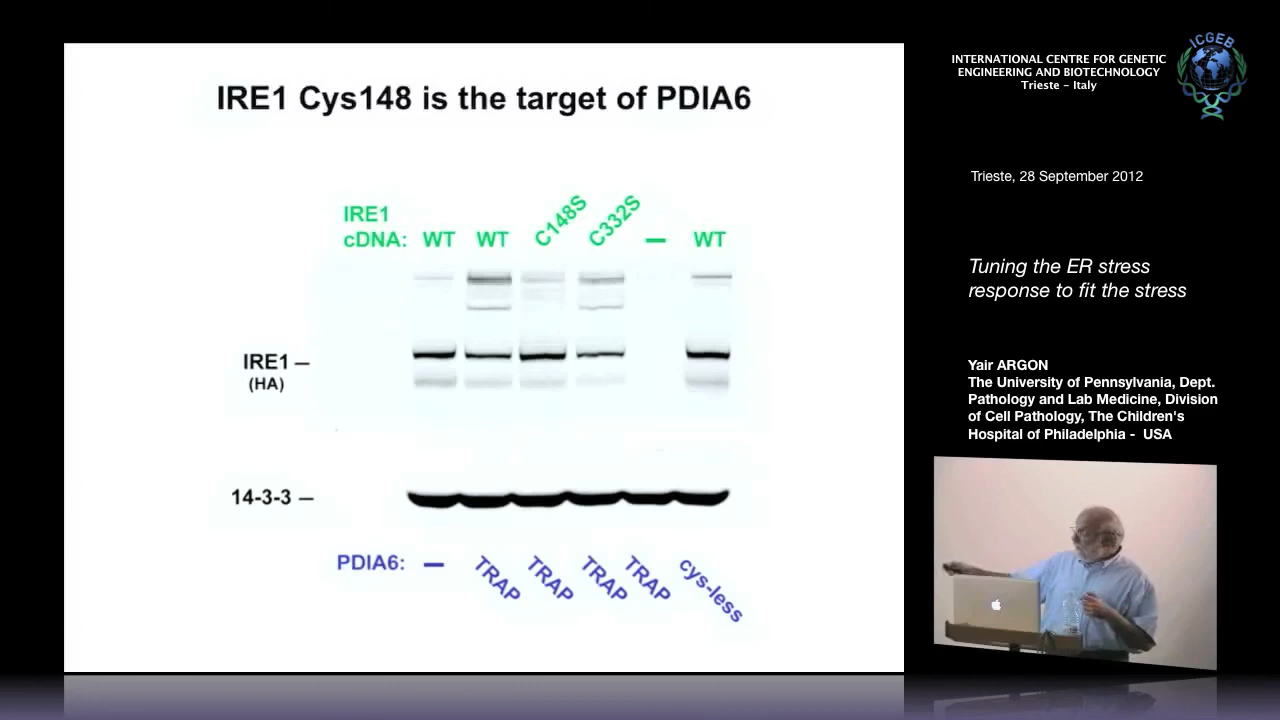 IRE1 Cys148 is the target of PDIA6
IRE1
cDNA: WT WT C148S C332S – WT
IRE1 –
(HA)
14-3-3 –
PDIA6: – TRAP TRAP TRAP TRAP cys-less
INTERNATIONAL CENTRE FOR GENETIC
ENGINEERING AND BIOTECHNOLOGY
Trieste - Italy
ICGEB
Trieste, 28 September 2012
Tuning the ER stress
response to fit the stress
Yair ARGON
The University of Pennsylvania, Dept.
Pathology and Lab Medicine, Division
of Cell Pathology, The Children's
Hospital of Philadelphia - USA